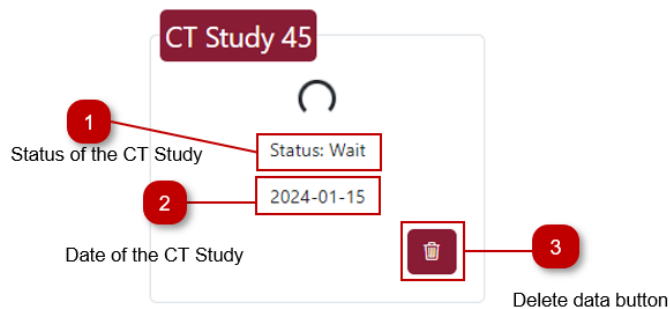 CT Study 45
1
Status of the CT Study
Status: Wait
2
2024-01-15
Date of the CT Study
3
Delete data button